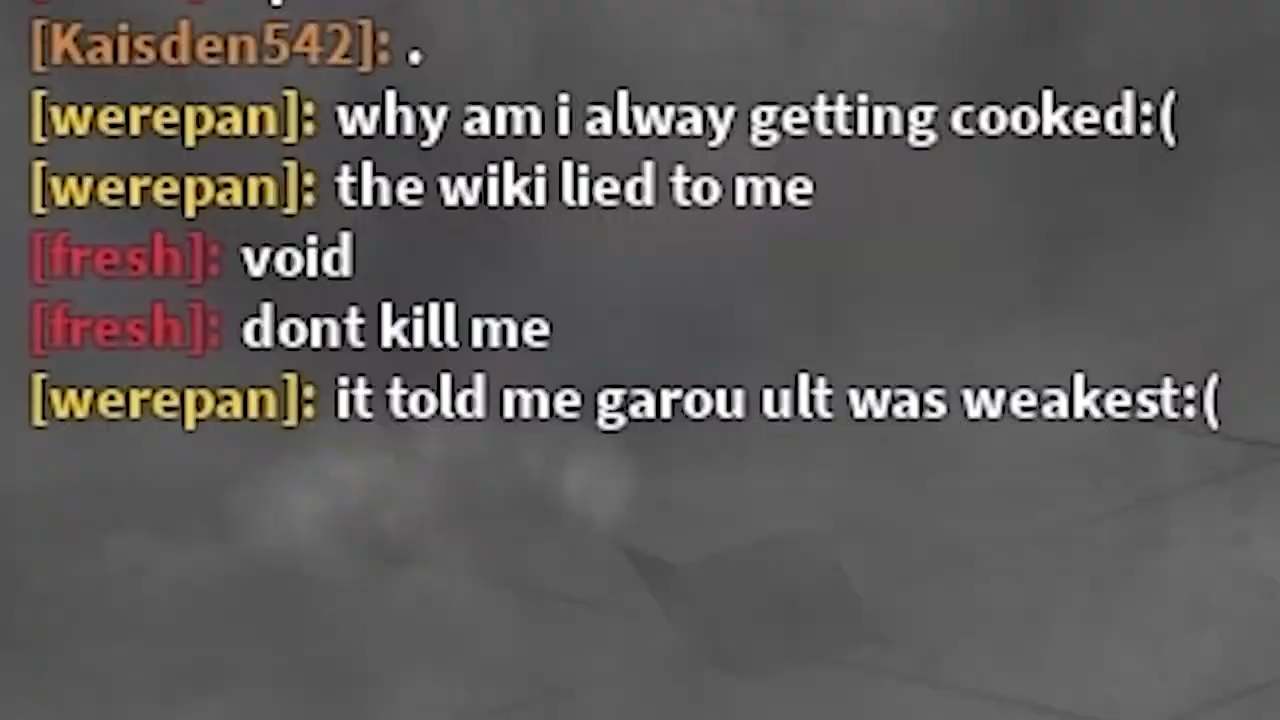 [Kaisden542]: .
[werepan]: why am i alway getting cooked:(
[werepan]: the wiki lied to me
[fresh]: void
[fresh]: dont kill me
[werepan]: it told me garou ult was weakest:(